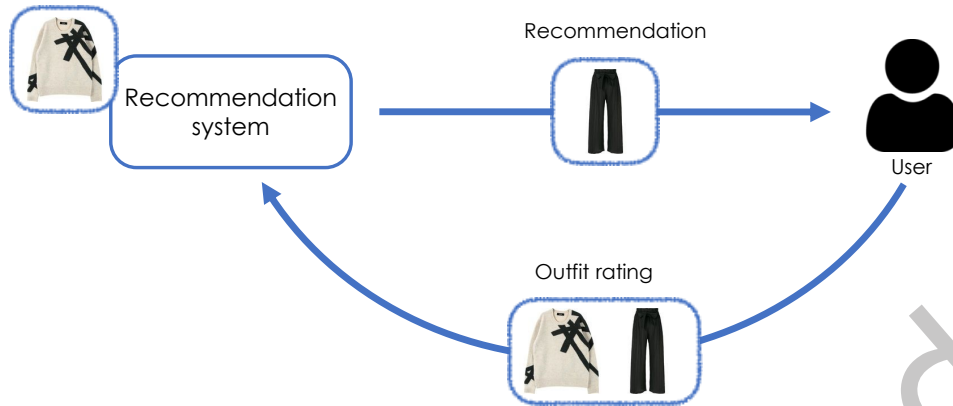 Recommendation
Recommendation
system
User
Outfit rating